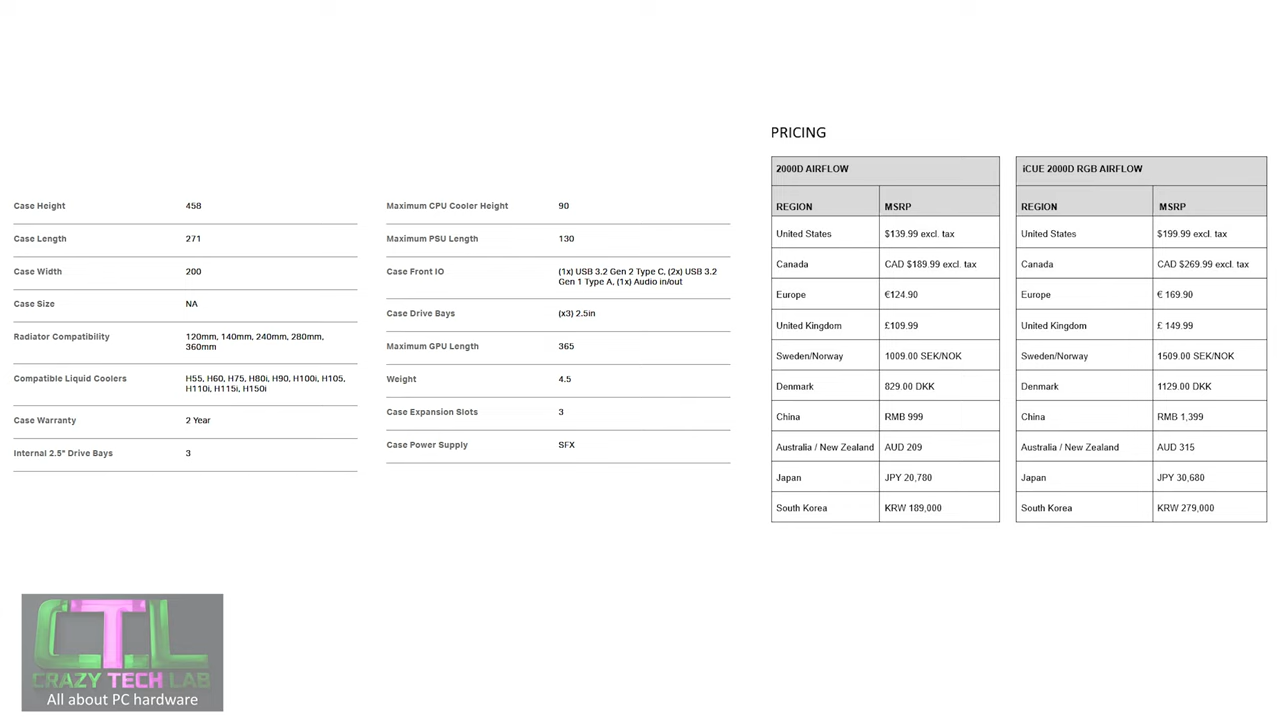 Case Height 458
Case Length 271
Case Width 200
Case Size NA
Radiator Compatibility 120mm, 140mm, 240mm, 280mm,
360mm
Compatible Liquid Coolers H55, H60, H75, H80i, H90, H100i, H105,
H110i, H115i, H150i
Case Warranty 2 Year
Internal 2.5" Drive Bays 3
Maximum CPU Cooler Height 90
Maximum PSU Length 130
Case Front IO (1x) USB 3.2 Gen 2 Type C, (2x) USB 3.2
Gen 1 Type A, (1x) Audio in/out
Case Drive Bays (x3) 2.5in
Maximum GPU Length 365
Weight 4.5
Case Expansion Slots 3
Case Power Supply SFX
PRICING
2000D AIRFLOW
REGION MSRP
United States $139.99 excl. tax
Canada CAD $189.99 excl. tax
Europe €124.90
United Kingdom £109.99
Sweden/Norway 1009.00 SEK/NOK
Denmark 829.00 DKK
China RMB 999
Australia / New Zealand AUD 209
Japan JPY 20,780
South Korea KRW 189,000
iCUE 2000D RGB AIRFLOW
REGION MSRP
United States $199.99 excl. tax
Canada CAD $269.99 excl. tax
Europe € 169.90
United Kingdom £ 149.99
Sweden/Norway 1509.00 SEK/NOK
Denmark 1129.00 DKK
China RMB 1,399
Australia / New Zealand AUD 315
Japan JPY 30,680
South Korea KRW 279,000
CTL
CRAZY TECH LAB
All about PC hardware